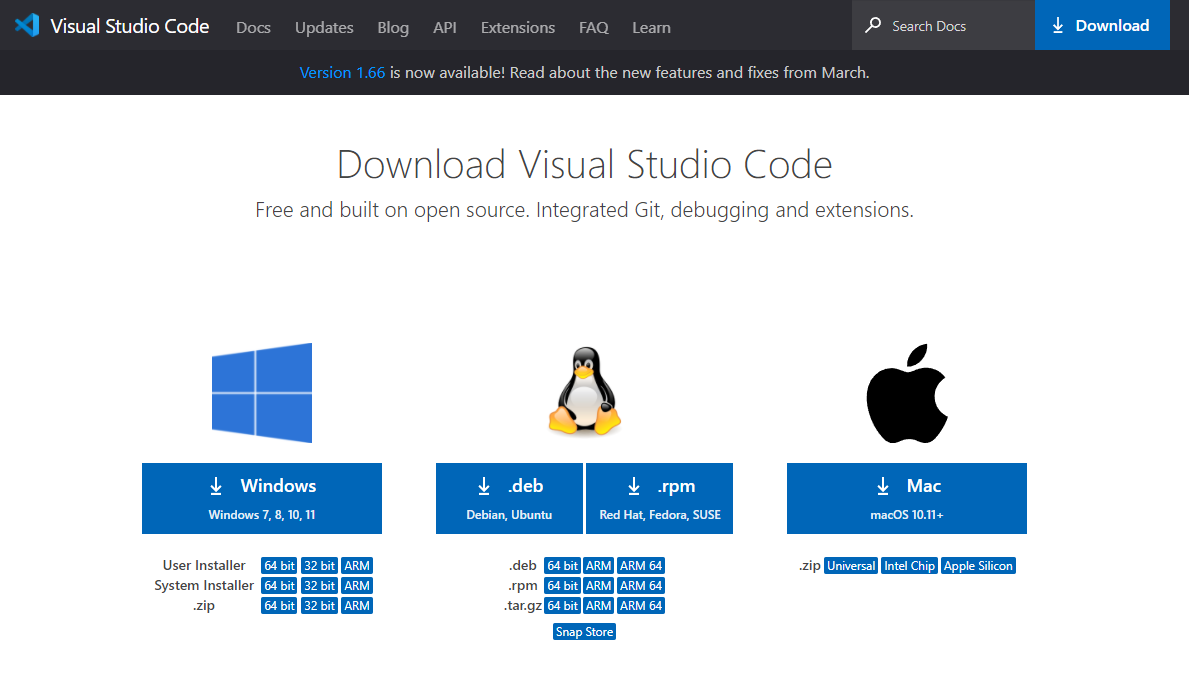 Visual Studio Code Docs Updates Blog API Extensions FAQ Learn Search Docs Download
Version 1.66 is now available! Read about the new features and fixes from March.
Download Visual Studio Code
Free and built on open source. Integrated Git, debugging and extensions.
Windows
Windows 7, 8, 10, 11
User Installer 64 bit 32 bit ARM
System Installer 64 bit 32 bit ARM
.zip 64 bit 32 bit ARM
.deb
Debian, Ubuntu
.rpm
Red Hat, Fedora, SUSE
.deb 64 bit ARM ARM 64
.rpm 64 bit ARM ARM 64
.tar.gz 64 bit ARM ARM 64
Snap Store
Mac
macOS 10.11+
.zip Universal Intel Chip Apple Silicon